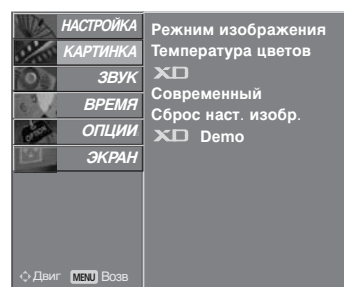 НАСТРОЙКА
КАРТИНКА
ЗВУК
ВРЕМЯ
ОПЦИИ
ЭКРАН
Режним изображения
Температура цветов
XD
Современный
Сброс наст. изобр.
XD Demo
Двиг MENU Возв